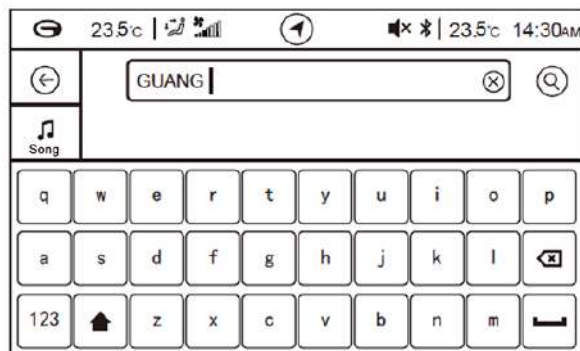 23.5°c 23.5°c 14:30AM
GUANG
Song
q w e r t y u i o p
a s d f g h j k l
123 z x c v b n m